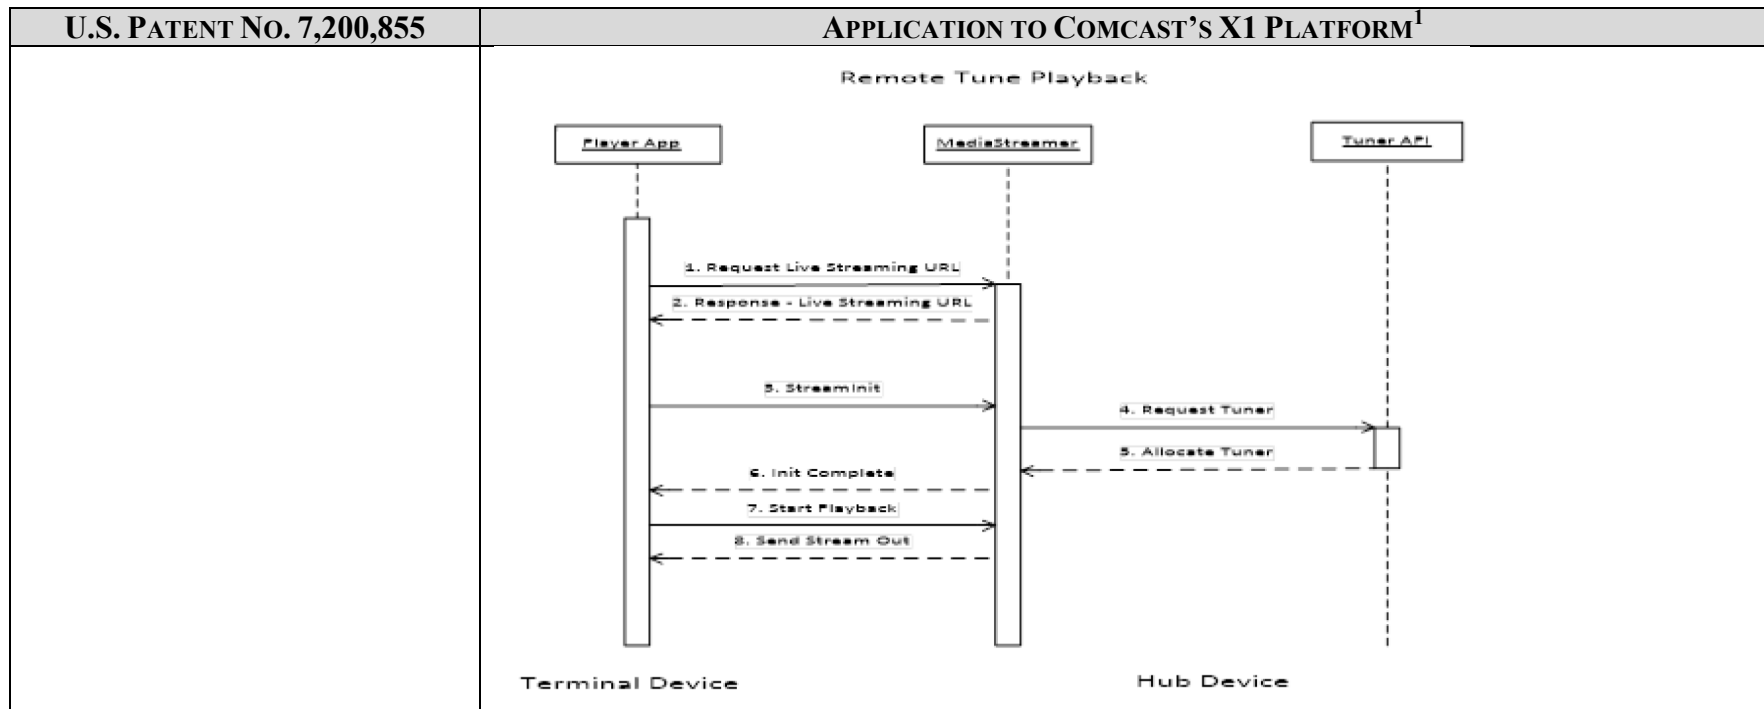 U.S. PATENT NO. 7,200,855
APPLICATION TO COMCAST'S X1 PLATFORM1
Remote Tune Playback
Player App
MediaStreamer
Tuner API
1. Request Live Streaming URL
2. Response - Live Streaming URL
3. StreamInit
4. Request Tuner
5. Allocate Tuner
6. Init Complete
7. Start Playback
8. Send Stream Out
Terminal Device
Hub Device